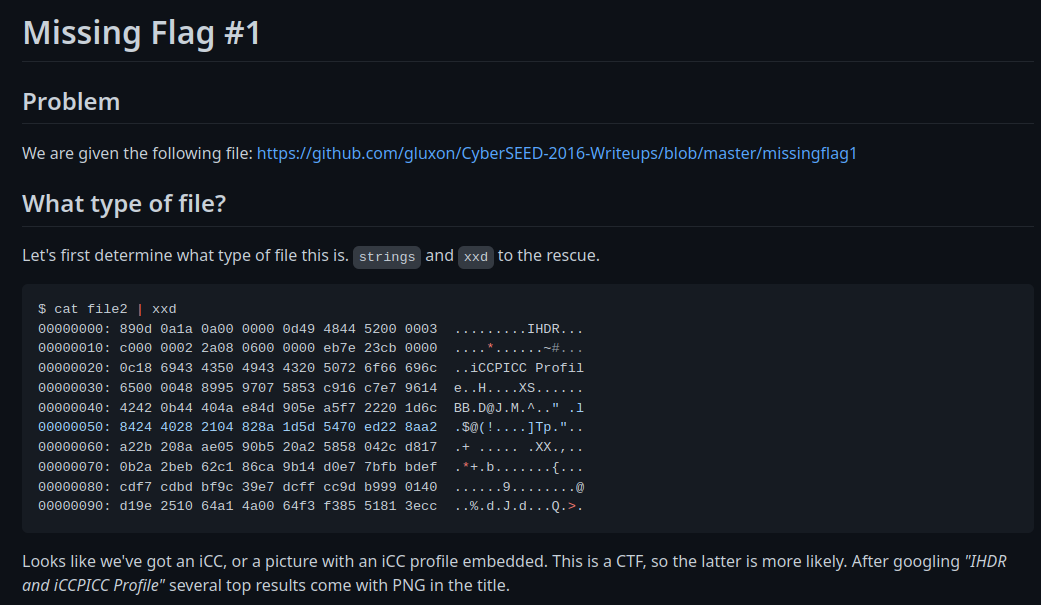 Missing Flag #1
Problem
We are given the following file: https://github.com/gluxon/CyberSEED-2016-Writeups/blob/master/missingflag1
What type of file?
Let's first determine what type of file this is. strings and xxd to the rescue.
$ cat file2 | xxd
00000000: 890d 0a1a 0a00 0000 0d49 4844 5200 0003  .........IHDR...
00000010: c000 0002 2a08 0600 0000 eb7e 23cb 0000  ....*......~#...
00000020: 0c18 6943 4350 4943 4320 5072 6f66 696c  ..iCCPICC Profil
00000030: 6500 0048 8995 9707 5853 c916 c7e7 9614  e..H....XS......
00000040: 4242 0b44 404a e84d 905e a5f7 2220 1d6c  BB.D@J.M.^.." .l
00000050: 8424 4028 2104 828a 1d5d 5470 ed22 8aa2  .$@(!....]Tp."..
00000060: a22b 208a ae05 90b5 20a2 5858 042c d817  .+ ..... .XX.,..
00000070: 0b2a 2beb 62c1 86ca 9b14 d0e7 7bfb bdef  .*+.b.......{...
00000080: cdf7 cdbd bf9c 39e7 dcff cc9d b999 0140  ......9........@
00000090: d19e 2510 64a1 4a00 64f3 f385 5181 3ecc  ..%.d.J.d...Q.>.
Looks like we've got an iCC, or a picture with an iCC profile embedded. This is a CTF, so the latter is more likely. After googling "IHDR
and iCCPICC Profile" several top results come with PNG in the title.